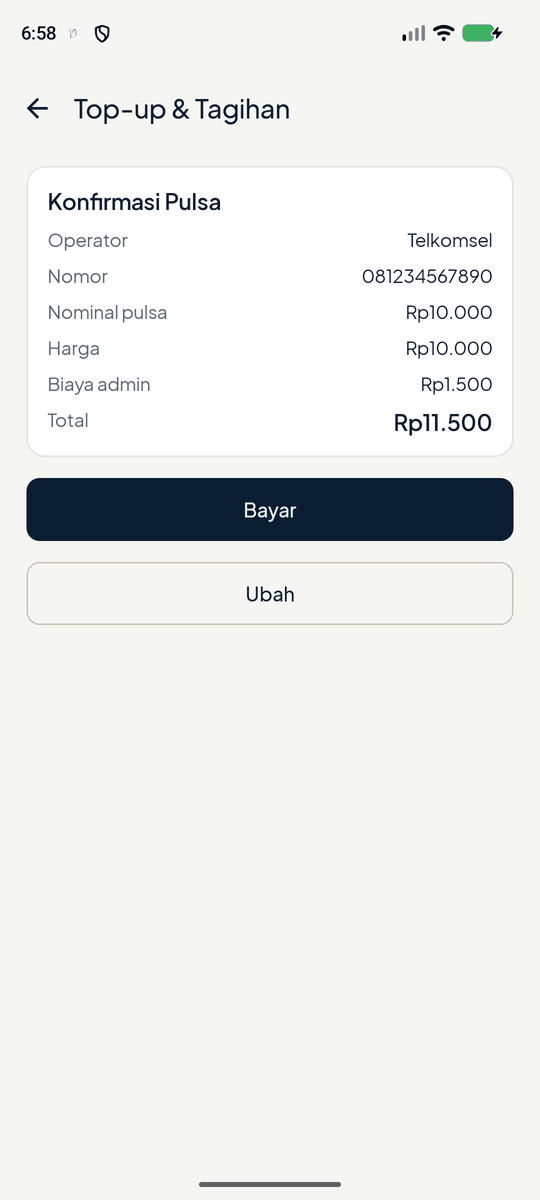 6:58
Top-up & Tagihan
Konfirmasi Pulsa
Operator Telkomsel
Nomor 081234567890
Nominal pulsa Rp10.000
Harga Rp10.000
Biaya admin Rp1.500
Total Rp11.500
Bayar
Ubah